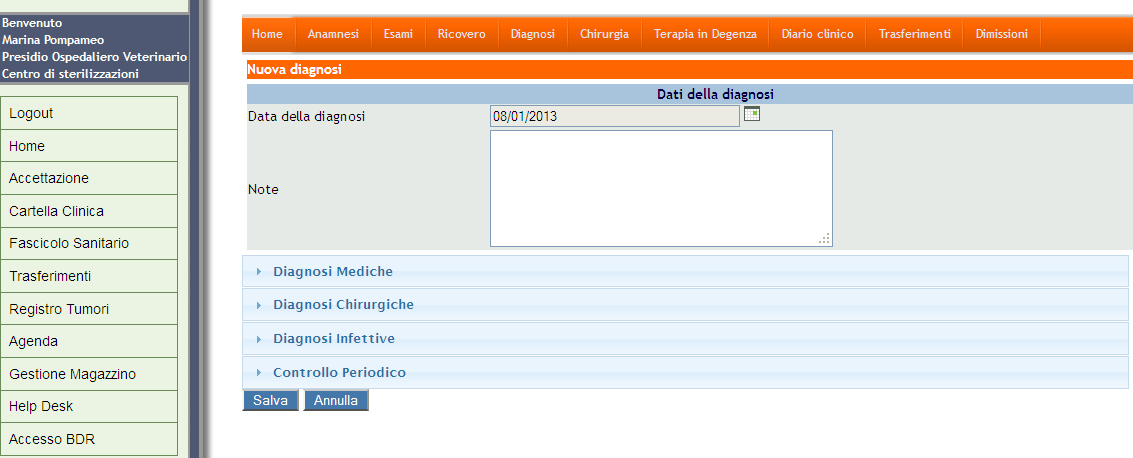 Benvenuto
Marina Pompameo
Presidio Ospedaliero Veterinario
Centro di sterilizzazioni
Logout
Home
Accettazione
Cartella Clinica
Fascicolo Sanitario
Trasferimenti
Registro Tumori
Agenda
Gestione Magazzino
Help Desk
Accesso BDR
Home Anamnesi Esami Ricovero Diagnosi Chirurgia Terapia in Degenza Diario clinico Trasferimenti Dimissioni
Nuova diagnosi
Dati della diagnosi
Data della diagnosi 08/01/2013
Note
Diagnosi Mediche
Diagnosi Chirurgiche
Diagnosi Infettive
Controllo Periodico
Salva Annulla